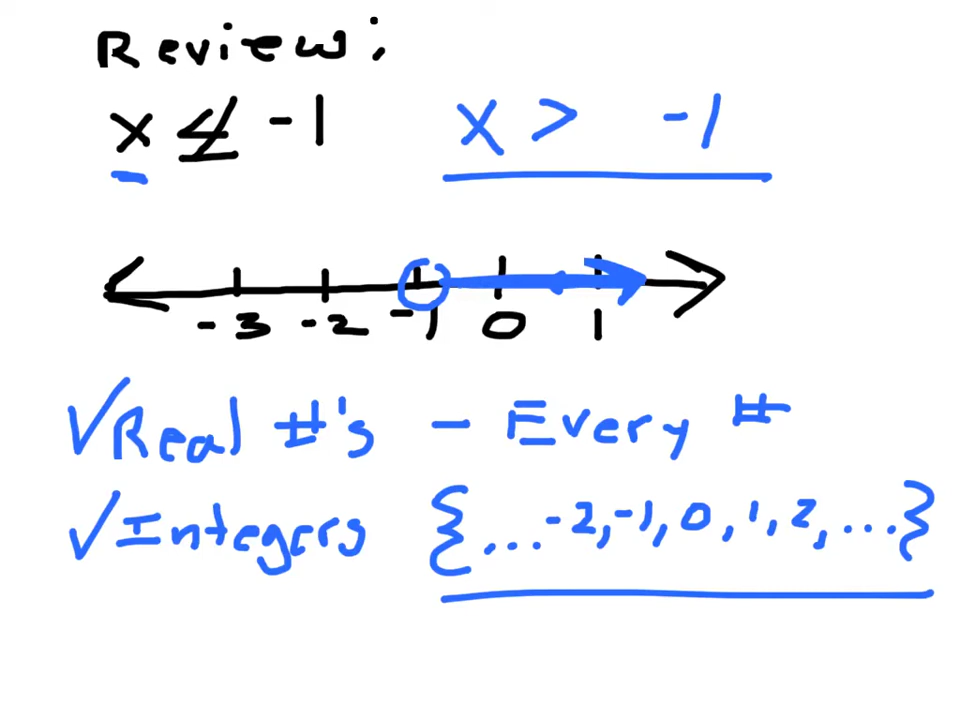 Review:
x ≰ -1 x > -1
-3 -2 -1 0 1
√Real #'s - Every #
√Integers {...-2,-1,0,1,2,...}